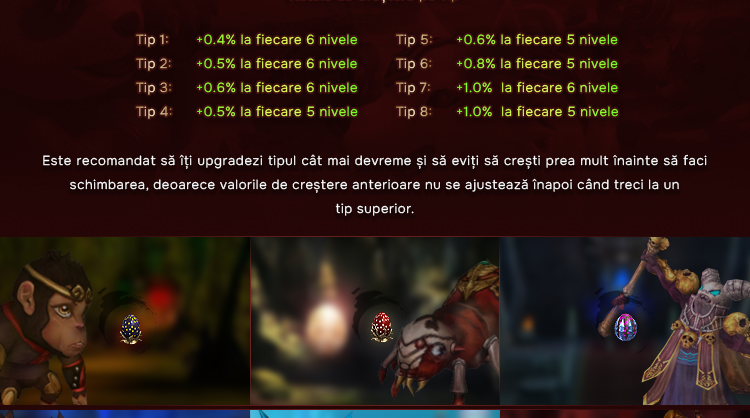 Tip 1: +0.4% la fiecare 6 nivele Tip 5: +0.6% la fiecare 5 nivele
Tip 2: +0.5% la fiecare 6 nivele Tip 6: +0.8% la fiecare 5 nivele
Tip 3: +0.6% la fiecare 6 nivele Tip 7: +1.0% la fiecare 6 nivele
Tip 4: +0.5% la fiecare 5 nivele Tip 8: +1.0% la fiecare 5 nivele
Este recomandat să îți upgradezi tipul cât mai devreme și să eviți să crești prea mult înainte să faci
schimbarea, deoarece valorile de creștere anterioare nu se ajustează înapoi când treci la un
tip superior.